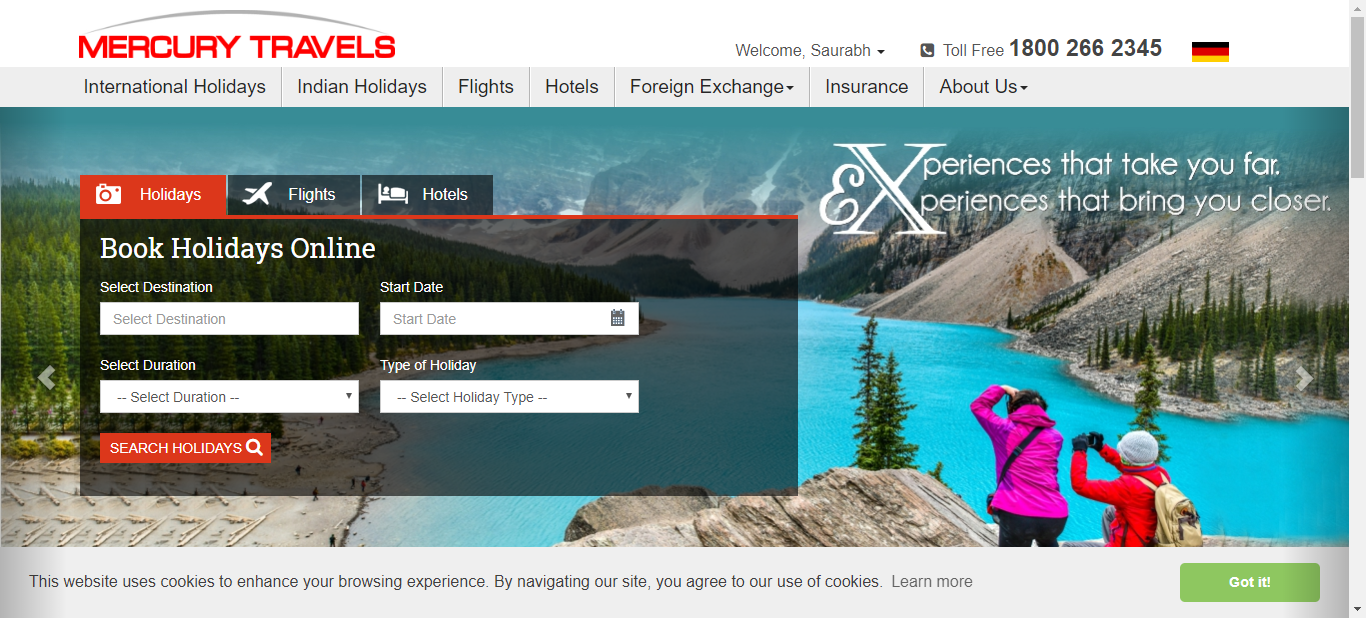 MERCURY TRAVELS
Welcome, Saurabh
Toll Free 1800 266 2345
International Holidays
Indian Holidays
Flights
Hotels
Foreign Exchange
Insurance
About Us
EXperiences that take you far.
EXperiences that bring you closer.
Holidays
Flights
Hotels
Book Holidays Online
Select Destination
Start Date
Select Destination
Start Date
Select Duration
Type of Holiday
-- Select Duration --
-- Select Holiday Type --
SEARCH HOLIDAYS
This website uses cookies to enhance your browsing experience. By navigating our site, you agree to our use of cookies. Learn more
Got it!